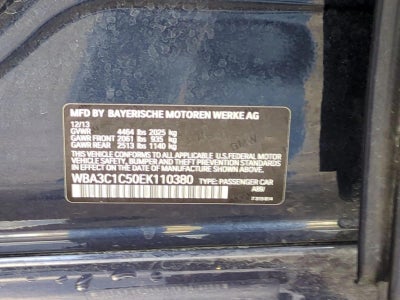 MFD BY BAYERISCHE MOTOREN WERKE AG
12/13
GVWR 4464 lbs 2025 kg
GAWR FRONT 2061 lbs 935 kg
GAWR REAR 2513 lbs 1140 kg
THIS VEHICLE CONFORMS TO ALL APPLICABLE U.S. FEDERAL MOTOR
VEHICLE SAFETY, BUMPER, AND THEFT PREVENTION STANDARDS
IN EFFECT ON THE DATE OF MANUFACTURE SHOWN ABOVE.
WBA3C1C50EK110380 TYPE: PASSENGER CAR